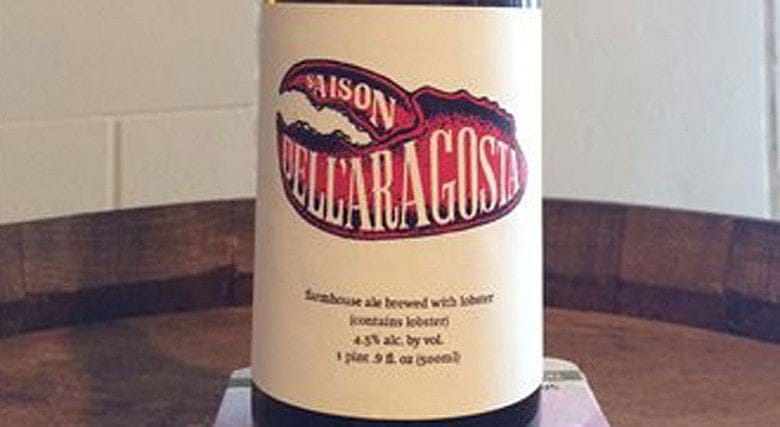 SAISON
DELL'ARAGOSTA
farmhouse ale brewed with lobster
(contains lobster)
4.5% alc. by vol.
1 pint .9 fl. oz (500ml)